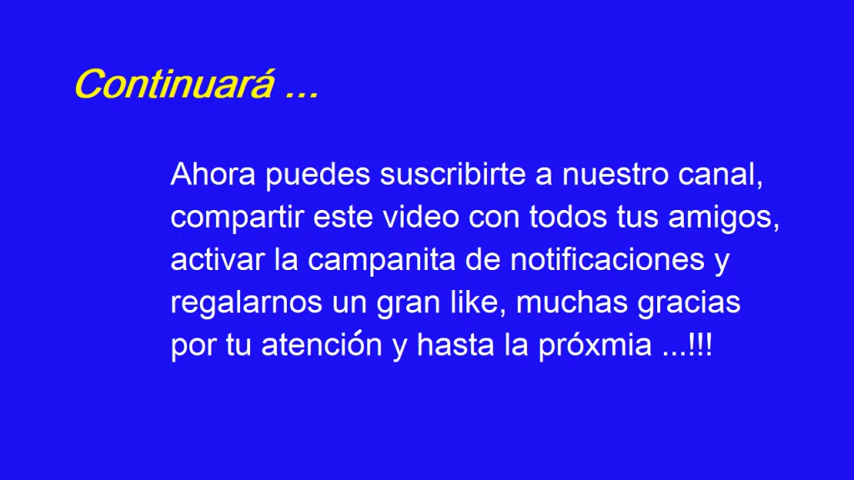 Continuará ...
Ahora puedes suscribirte a nuestro canal,
compartir este video con todos tus amigos,
activar la campanita de notificaciones y
regalarnos un gran like, muchas gracias
por tu atención y hasta la próxmia ...!!!